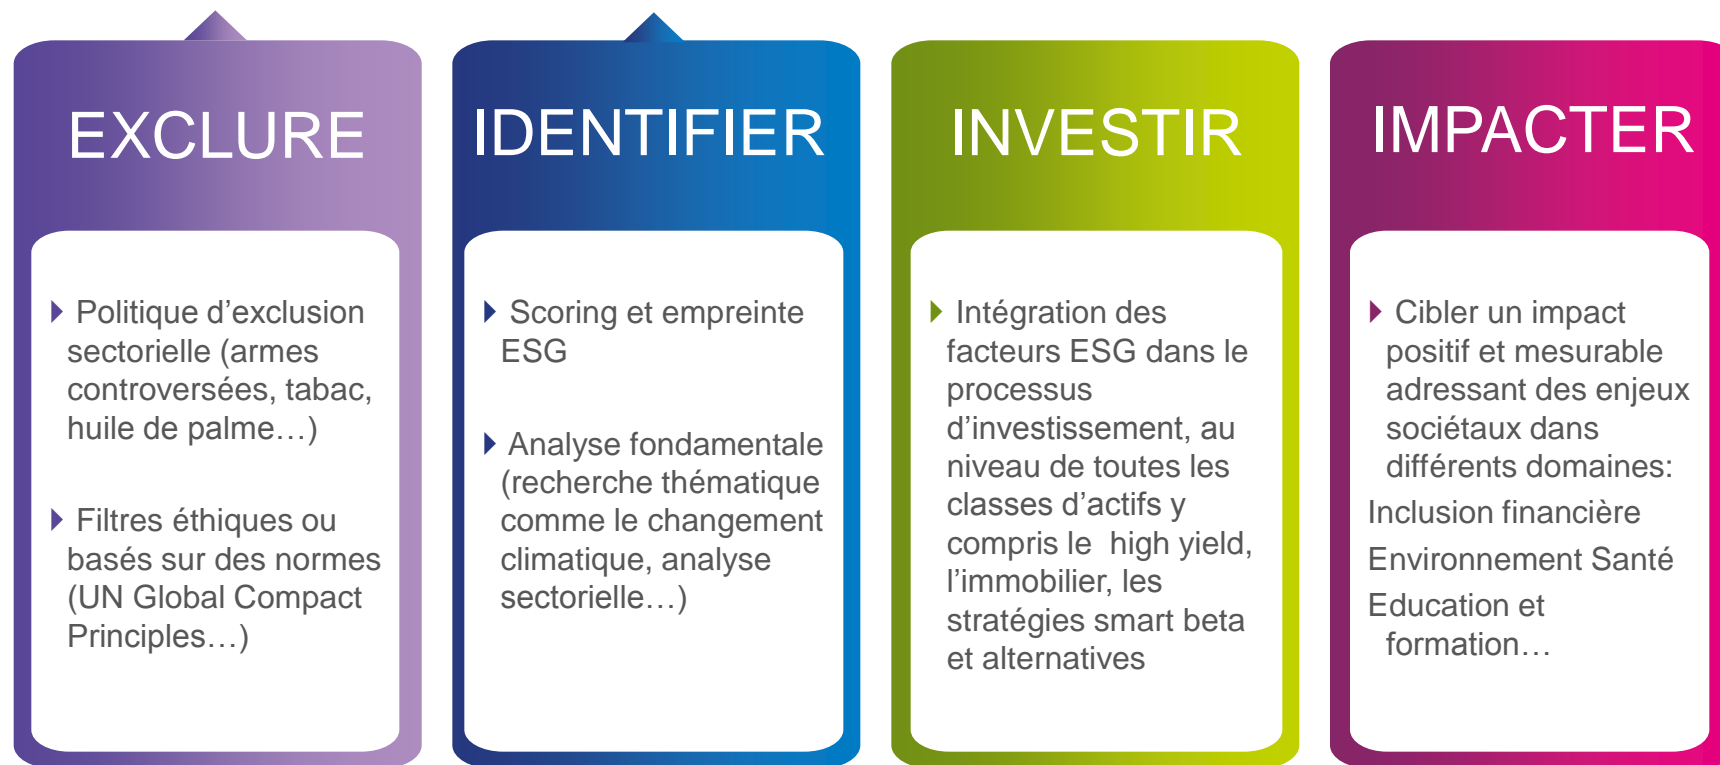 EXCLURE
Politique d’exclusion
sectorielle (armes
controversées, tabac,
huile de palme…)
Filtres éthiques ou
basés sur des normes
(UN Global Compact
Principles…)
IDENTIFIER
Scoring et empreinte
ESG
Analyse fondamentale
(recherche thématique
comme le changement
climatique, analyse
sectorielle…)
INVESTIR
Intégration des
facteurs ESG dans le
processus
d’investissement, au
niveau de toutes les
classes d’actifs y
compris le  high yield,
l’immobilier, les
stratégies smart beta
et alternatives
IMPACTER
Cibler un impact
positif et mesurable
adressant des enjeux
sociétaux dans
différents domaines:
Inclusion financière
Environnement Santé
Education et
formation…